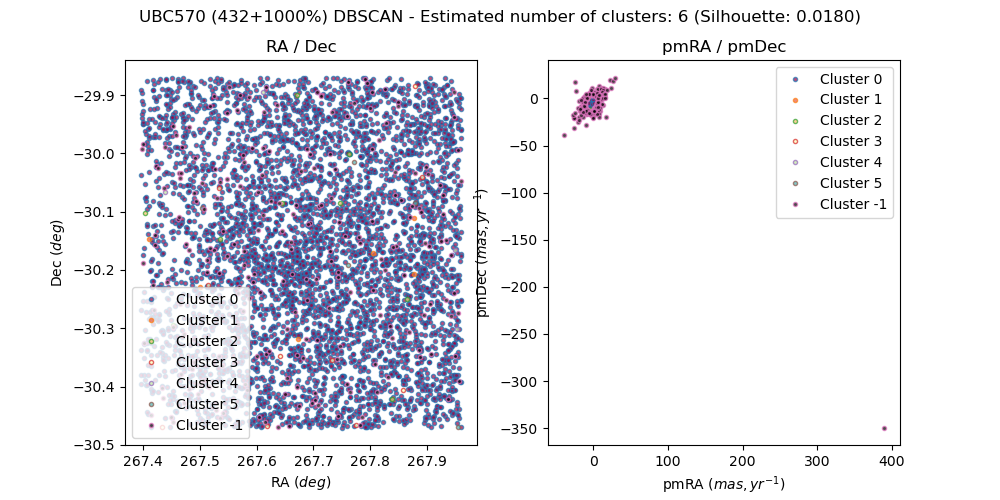 UBC570 (432+1000%) DBSCAN - Estimated number of clusters: 6 (Silhouette: 0.0180)
RA / Dec
Dec (deg)
−29.9
−30.0
−30.1
−30.2
−30.3
−30.4
−30.5
Cluster 0
Cluster 1
Cluster 2
Cluster 3
Cluster 4
Cluster 5
Cluster -1
267.4 267.5 267.6 267.7 267.8 267.9
RA (deg)
pmRA / pmDec
pmDec (mas, yr⁻¹)
0
−50
−100
−150
−200
−250
−300
−350
Cluster 0
Cluster 1
Cluster 2
Cluster 3
Cluster 4
Cluster 5
Cluster -1
0 100 200 300 400
pmRA (mas, yr⁻¹)